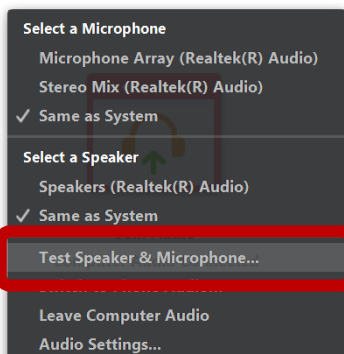 Select a Microphone
Microphone Array (Realtek(R) Audio)
Stereo Mix (Realtek(R) Audio)
✓ Same as System
Select a Speaker
Speakers (Realtek(R) Audio)
✓ Same as System
Test Speaker & Microphone...
Leave Computer Audio
Audio Settings...